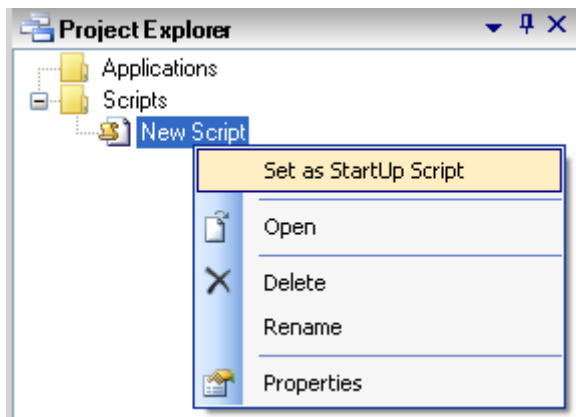 Project Explorer
Applications
Scripts
New Script
Set as StartUp Script
Open
Delete
Rename
Properties